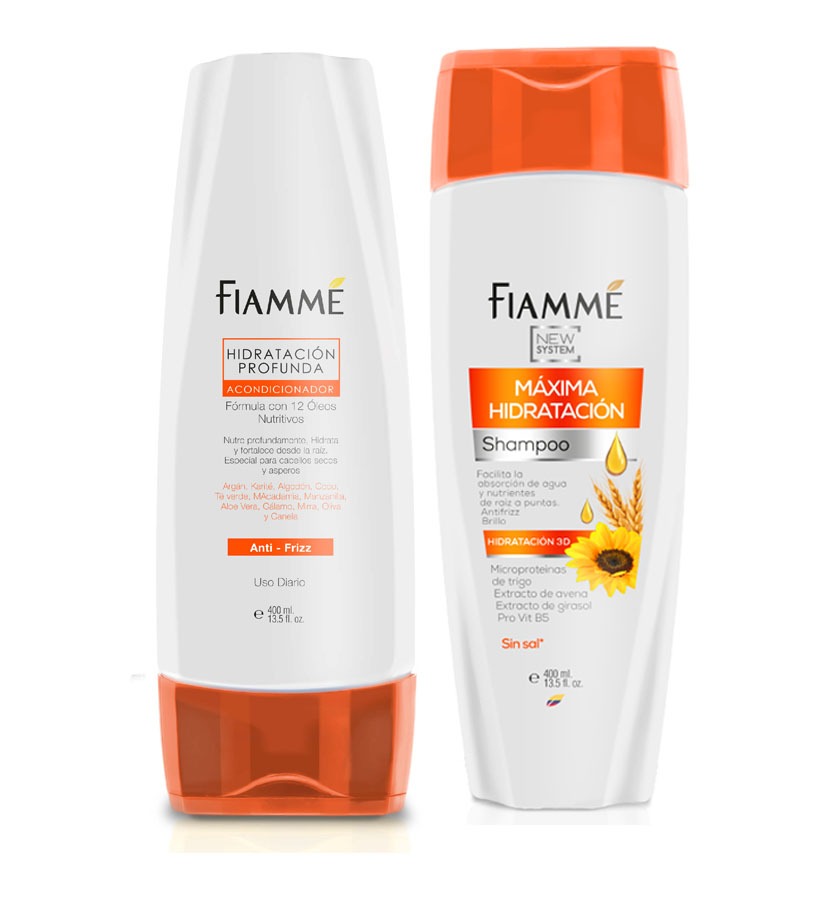 FIAMMÉ
HIDRATACIÓN
PROFUNDA
ACONDICIONADOR
Fórmula con 12 Óleos
Nutritivos
Nutre profundamente, Hidrata
y fortalece desde la raíz.
Especial para cabellos secos
y asperos
Argán, Karité, Algodón, Coco,
Té verde, MAcadamia, Manzanilla,
Aloe Vera, Cálamo, Mirra, Oliva
y Canela
Anti - Frizz
Uso Diario
e 400 ml.
13.5 fl. oz.
FIAMMÉ
NEW
SYSTEM
MÁXIMA
HIDRATACIÓN
Shampoo
Facilita la
absorción de agua
y nutrientes
de raíz a puntas.
Antifrizz
Brillo
HIDRATACIÓN 3D
Microproteinas
de trigo
Extracto de avena
Extracto de girasol
Pro Vit B5
Sin sal*
e 400 ml.
13.5 fl. oz.